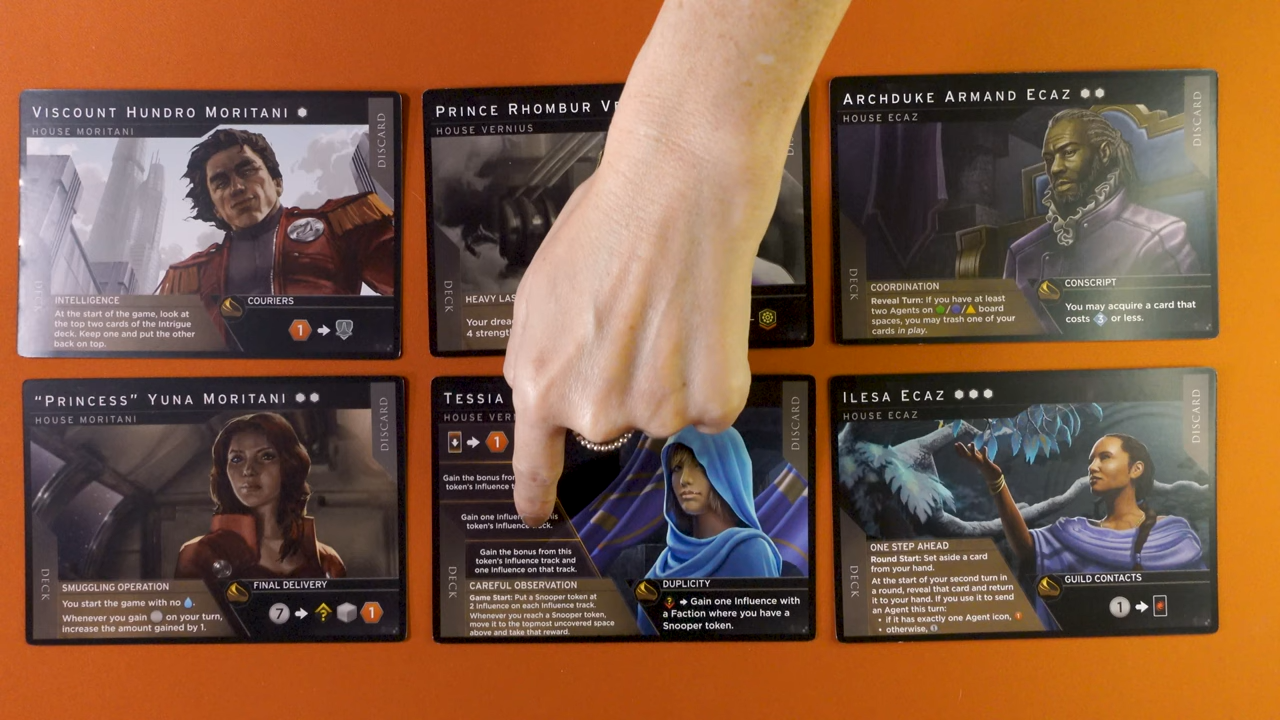 VISCOUNT HUNDRO MORITANI
HOUSE MORITANI
DISCARD
INTELLIGENCE
At the start of the game, look at
the top two cards of the Intrigue
deck. Keep one and put the other
back on top.
COURIERS
1
PRINCE RHOMBUR
HOUSE VERNIUS
DECK
HEAVY
Your
4
ARCHDUKE ARMAND ECAZ
HOUSE ECAZ
DISCARD
DECK
COORDINATION
Reveal Turn: If you have at least
two Agents on / / board
spaces, you may trash one of your
cards in play.
CONSCRIPT
You may acquire a card that
costs 3 or less.
"PRINCESS" YUNA MORITANI
HOUSE MORITANI
DISCARD
DECK
SMUGGLING OPERATION
You start the game with no .
Whenever you gain on your turn,
increase the amount gained by 1.
FINAL DELIVERY
7 1
TESSIA
HOUSE
DISCARD
1
Gain the bonus
token's Influence
Gain one
token's Influence
Gain the bonus from this
token's Influence track and
one Influence on that track.
DECK
CAREFUL OBSERVATION
Game Start: Put a Snooper token at
2 Influence on each Influence track.
Whenever you reach a Snooper token,
move it to the topmost uncovered space
above and take that reward.
DUPLICITY
Gain one Influence with
a Faction where you have a
Snooper token.
ILESA ECAZ
HOUSE ECAZ
DISCARD
DECK
ONE STEP AHEAD
Round Start: Set aside a card
from your hand.
At the start of your second turn in
a round, reveal that card and return
it to your hand. If you use it to send
an Agent this turn:
• if it has exactly one Agent icon, 1
• otherwise, 1
GUILD CONTACTS
1